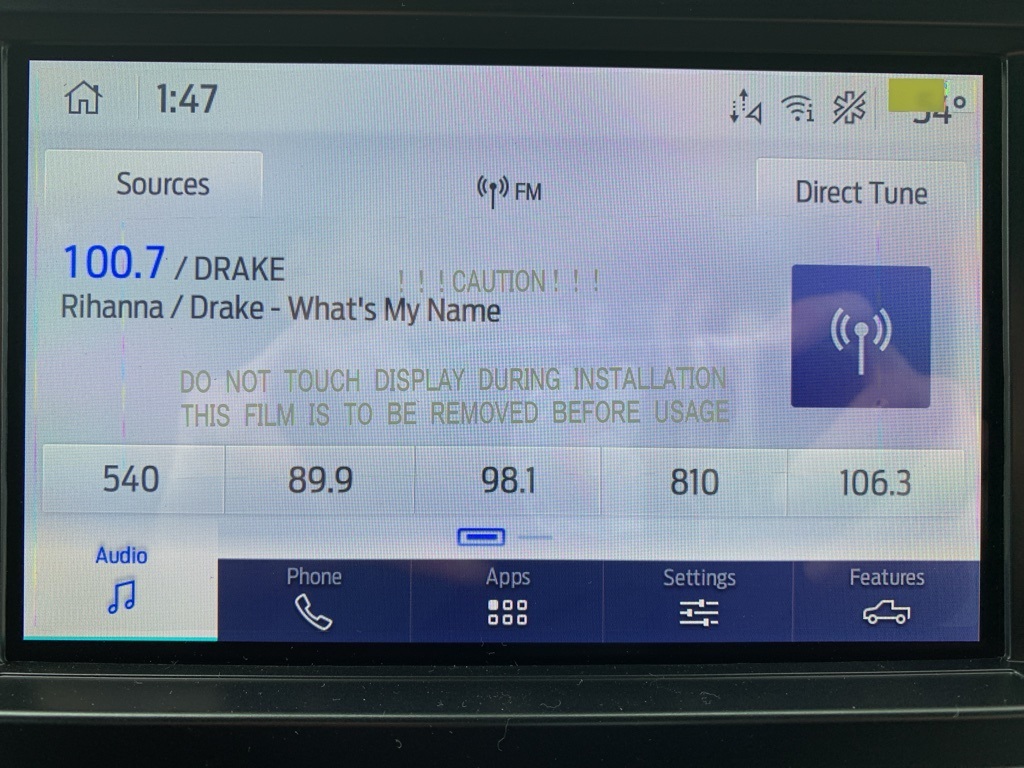 1:47
Sources
FM
Direct Tune
100.7 / DRAKE
! ! ! CAUTION ! ! !
Rihanna / Drake - What's My Name
DO NOT TOUCH DISPLAY DURING INSTALLATION
THIS FILM IS TO BE REMOVED BEFORE USAGE
540 89.9 98.1 810 106.3
Audio Phone Apps Settings Features